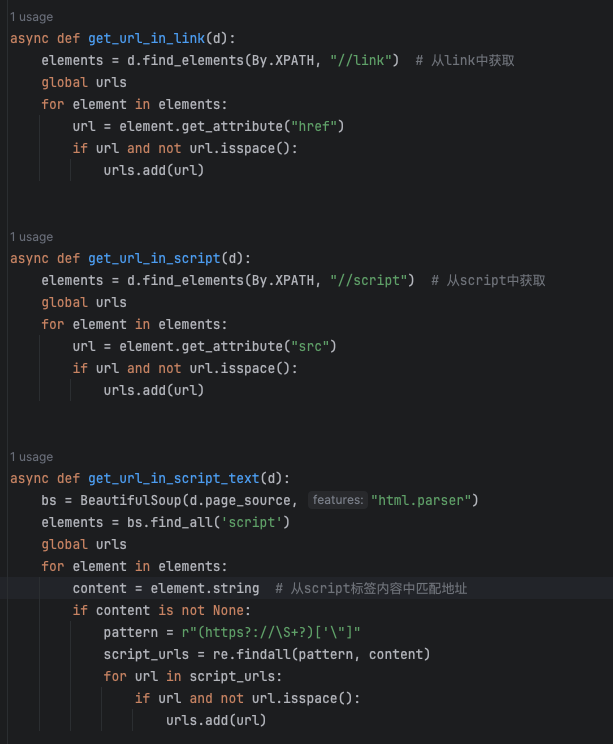 1 usage
async def get_url_in_link(d):
    elements = d.find_elements(By.XPATH, "//link")  # 从link中获取
    global urls
    for element in elements:
        url = element.get_attribute("href")
        if url and not url.isspace():
            urls.add(url)
1 usage
async def get_url_in_script(d):
    elements = d.find_elements(By.XPATH, "//script")  # 从script中获取
    global urls
    for element in elements:
        url = element.get_attribute("src")
        if url and not url.isspace():
            urls.add(url)
1 usage
async def get_url_in_script_text(d):
    bs = BeautifulSoup(d.page_source, features: "html.parser")
    elements = bs.find_all('script')
    global urls
    for element in elements:
        content = element.string  # 从script标签内容中匹配地址
        if content is not None:
            pattern = r"(https?://\S+?)['\"]"
            script_urls = re.findall(pattern, content)
            for url in script_urls:
                if url and not url.isspace():
                    urls.add(url)